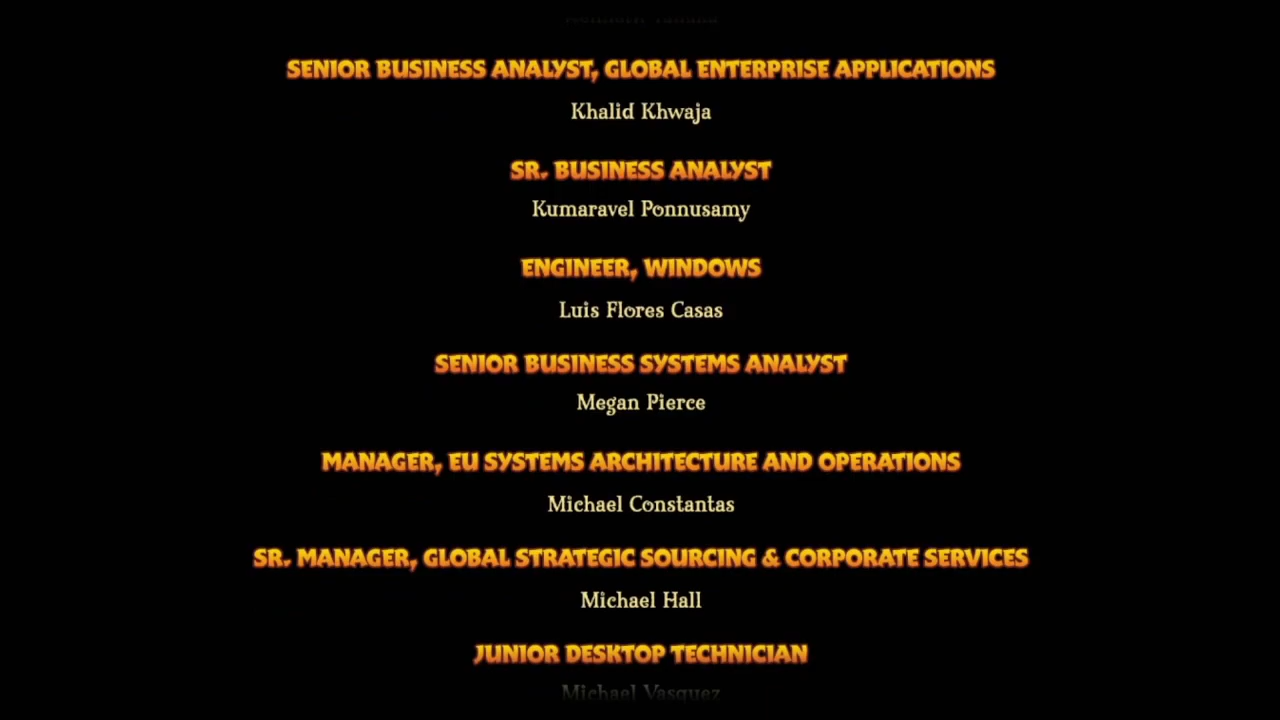 SENIOR BUSINESS ANALYST, GLOBAL ENTERPRISE APPLICATIONS
Khalid Khwaja
SR. BUSINESS ANALYST
Kumaravel Ponnusamy
ENGINEER, WINDOWS
Luis Flores Casas
SENIOR BUSINESS SYSTEMS ANALYST
Megan Pierce
MANAGER, EU SYSTEMS ARCHITECTURE AND OPERATIONS
Michael Constantas
SR. MANAGER, GLOBAL STRATEGIC SOURCING & CORPORATE SERVICES
Michael Hall
JUNIOR DESKTOP TECHNICIAN
Michael Vasquez